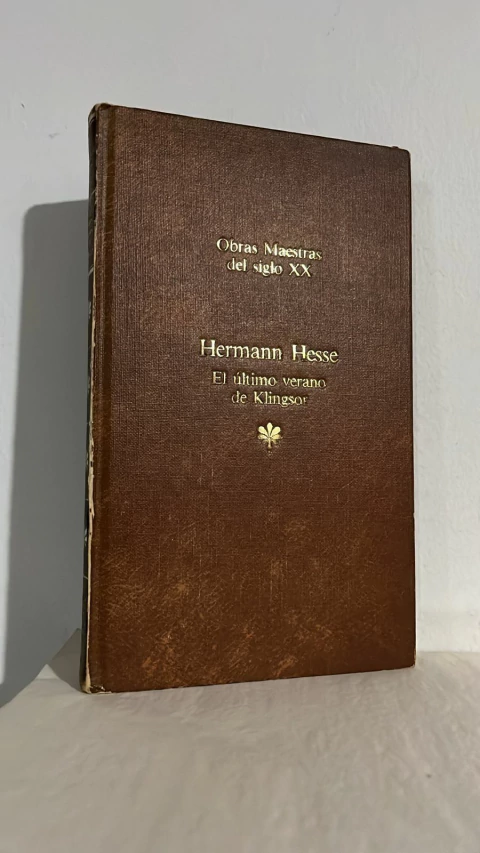 Obras Maestras
del siglo XX
Hermann Hesse
El último verano
de Klingsor